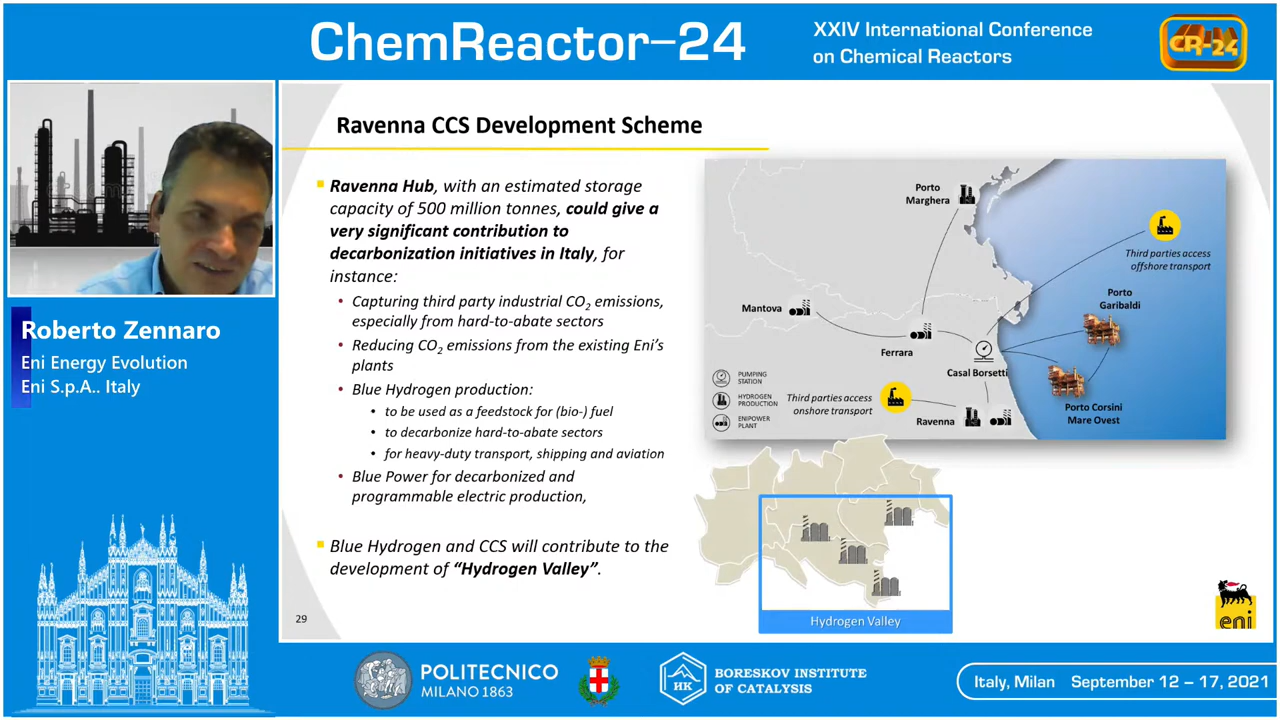 ChemReactor–24
XXIV International Conference
on Chemical Reactors
CR-24
Roberto Zennaro
Eni Energy Evolution
Eni S.p.A.. Italy
Ravenna CCS Development Scheme
Ravenna Hub, with an estimated storage
capacity of 500 million tonnes, could give a
very significant contribution to
decarbonization initiatives in Italy, for
instance:
Capturing third party industrial CO2 emissions,
especially from hard-to-abate sectors
Reducing CO2 emissions from the existing Eni’s
plants
Blue Hydrogen production:
to be used as a feedstock for (bio-) fuel
to decarbonize hard-to-abate sectors
for heavy-duty transport, shipping and aviation
Blue Power for decarbonized and
programmable electric production,
Blue Hydrogen and CCS will contribute to the
development of “Hydrogen Valley”.
29
Porto
Marghera
Third parties access
offshore transport
Mantova
Porto
Garibaldi
Ferrara
Casal Borsetti
PUMPING
STATION
HYDROGEN
PRODUCTION
ENIPOWER
PLANT
Third parties access
onshore transport
Ravenna
Porto Corsini
Mare Ovest
Hydrogen Valley
eni
POLITECNICO
MILANO 1863
HK
BORESKOV INSTITUTE
OF CATALYSIS
Italy, Milan September 12 – 17, 2021